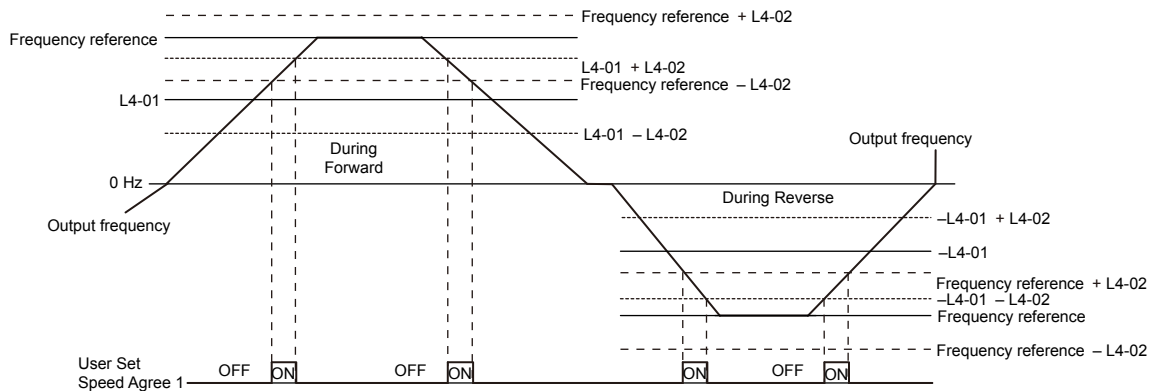 Frequency reference + L4-02
Frequency reference
L4-01 + L4-02
Frequency reference – L4-02
L4-01
L4-01 – L4-02
During
Forward
Output frequency
0 Hz
During Reverse
Output frequency
–L4-01 + L4-02
–L4-01
Frequency reference + L4-02
–L4-01 – L4-02
Frequency reference
Frequency reference – L4-02
User Set
Speed Agree 1
OFF ON OFF ON ON OFF ON